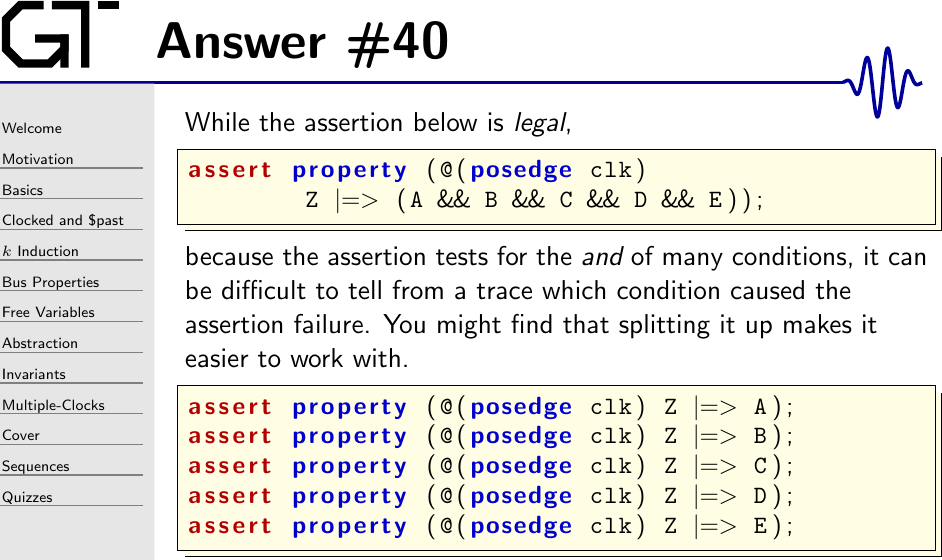 GT
Answer #40
Welcome
Motivation
Basics
Clocked and $past
k Induction
Bus Properties
Free Variables
Abstraction
Invariants
Multiple-Clocks
Cover
Sequences
Quizzes
While the assertion below is legal,
assert property (@(posedge clk)
Z |=> (A && B && C && D && E));
because the assertion tests for the and of many conditions, it can
be difficult to tell from a trace which condition caused the
assertion failure. You might find that splitting it up makes it
easier to work with.
assert property (@(posedge clk) Z |=> A);
assert property (@(posedge clk) Z |=> B);
assert property (@(posedge clk) Z |=> C);
assert property (@(posedge clk) Z |=> D);
assert property (@(posedge clk) Z |=> E);